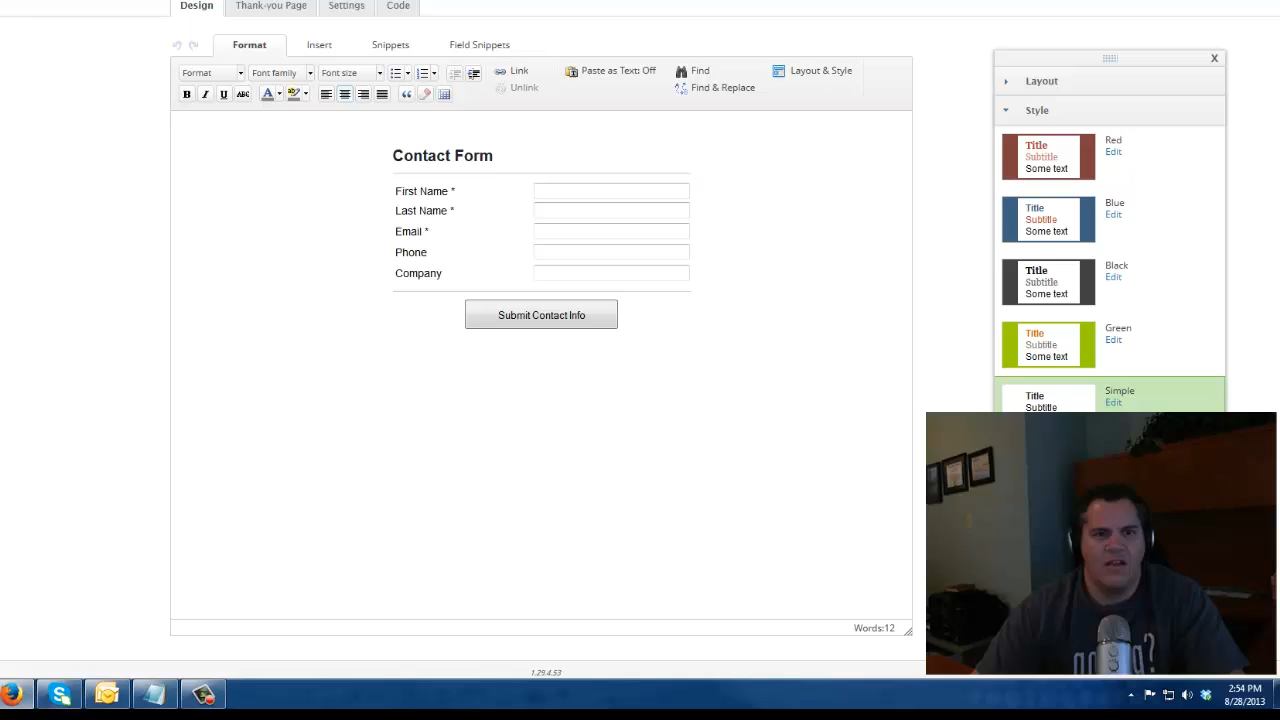 Design Thank-you Page Settings Code
Format Insert Snippets Field Snippets
Format Font family Font size Link Paste as Text: Off Find Layout & Style
Unlink Find & Replace
B I U ABC A
X
Layout
Style
Title
Subtitle
Some text
Red
Edit
Title
Subtitle
Some text
Blue
Edit
Title
Subtitle
Some text
Black
Edit
Title
Subtitle
Some text
Green
Edit
Title
Subtitle
Simple
Edit
Contact Form
First Name *
Last Name *
Email *
Phone
Company
Submit Contact Info
Words:12
1.29.4.53
2:54 PM
8/28/2013